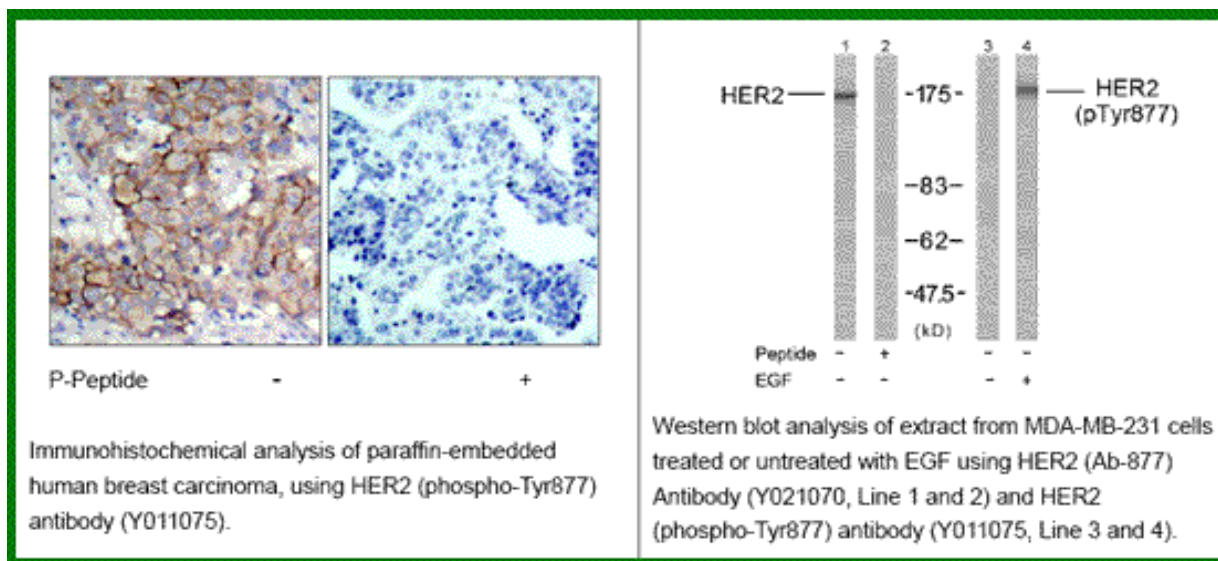 P-Peptide - +
Immunohistochemical analysis of paraffin-embedded
human breast carcinoma, using HER2 (phospho-Tyr877)
antibody (Y011075).
1 2 3 4
HER2 -175- HER2
(pTyr877)
-83-
-62-
-47.5-
(kD)
Peptide - + - -
EGF - - - +
Western blot analysis of extract from MDA-MB-231 cells
treated or untreated with EGF using HER2 (Ab-877)
Antibody (Y021070, Line 1 and 2) and HER2
(phospho-Tyr877) antibody (Y011075, Line 3 and 4).